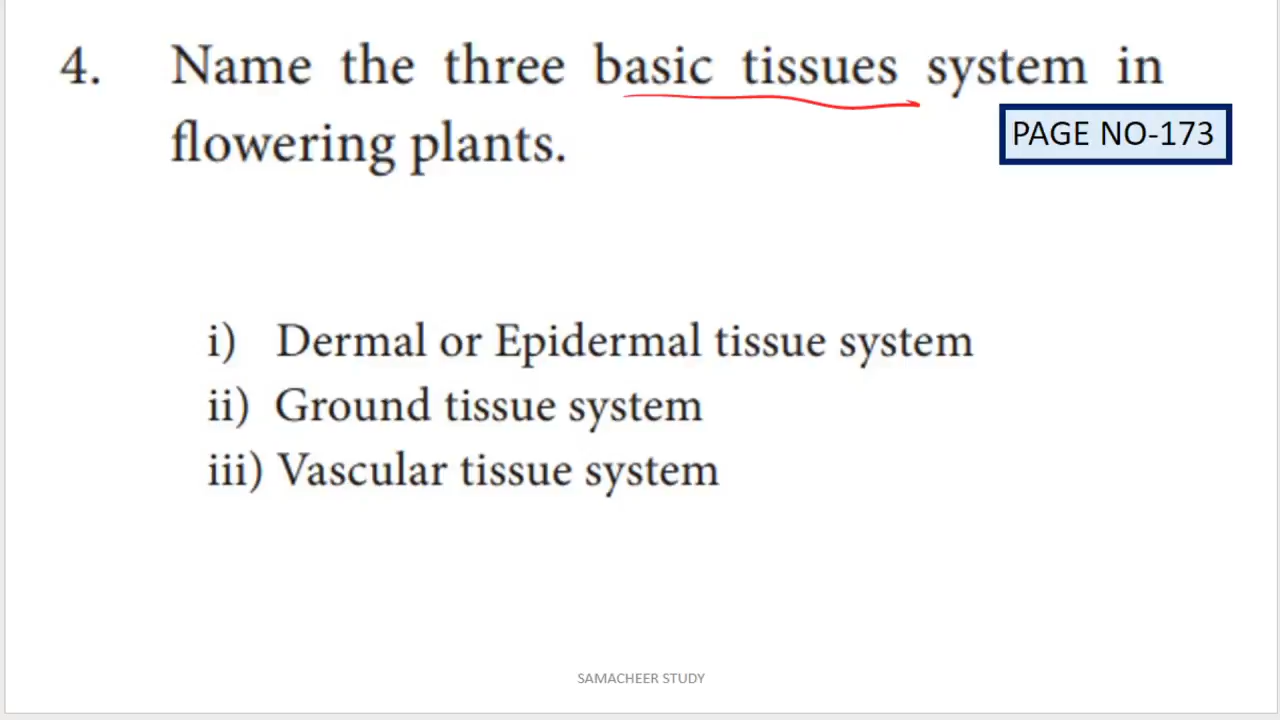 4. Name the three basic tissues system in
flowering plants.
PAGE NO-173
i) Dermal or Epidermal tissue system
ii) Ground tissue system
iii) Vascular tissue system
SAMACHEER STUDY